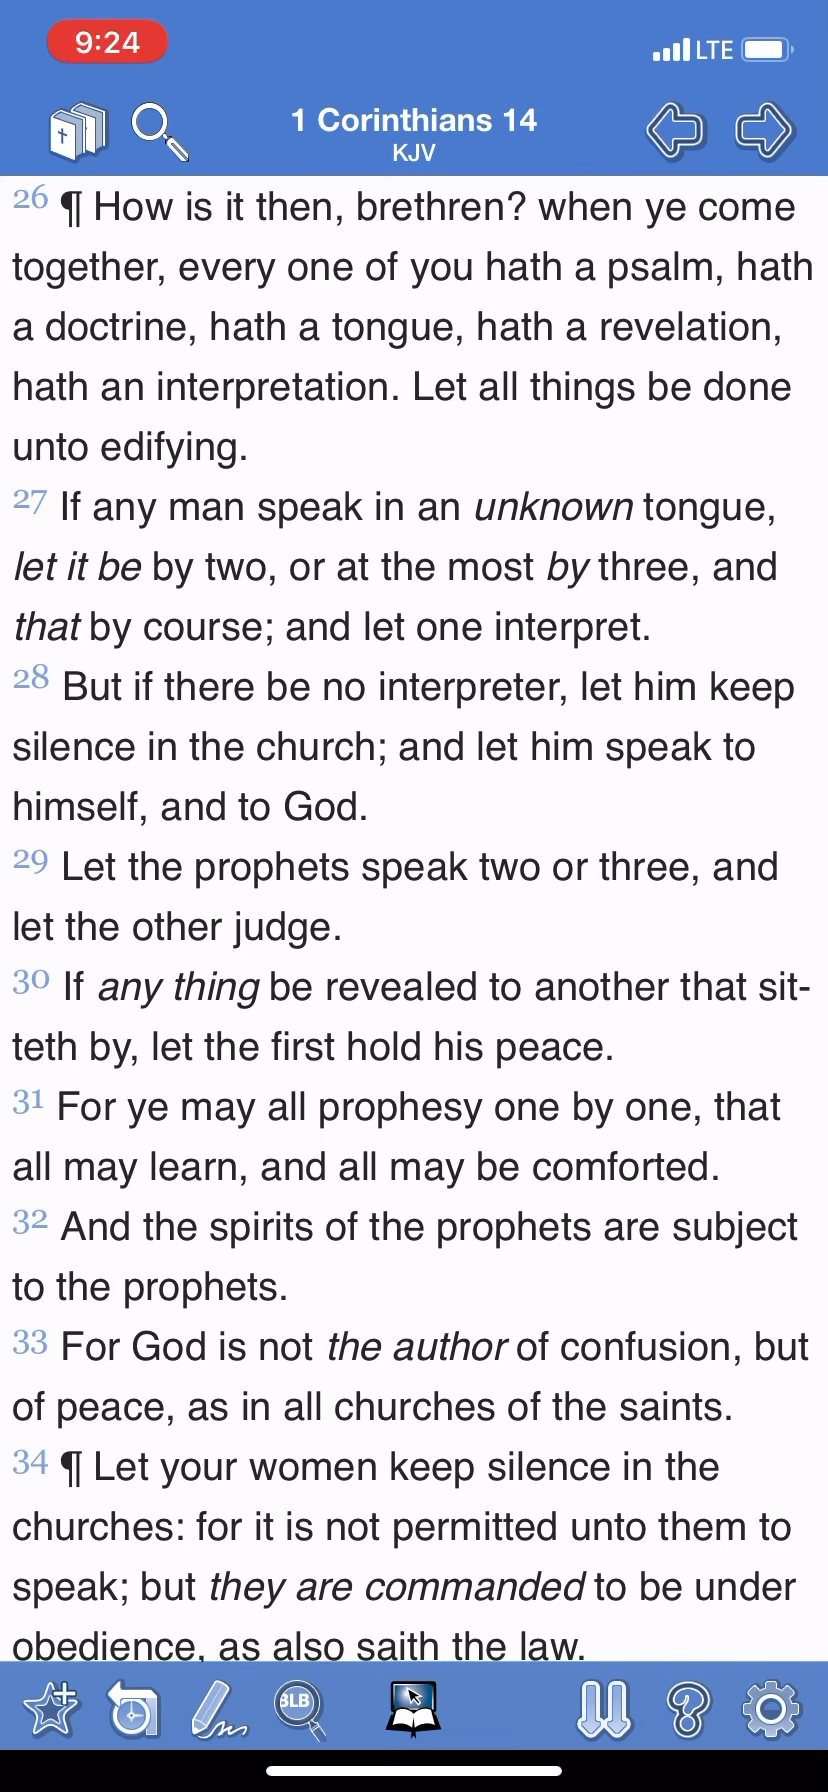 9:24
LTE
1 Corinthians 14
KJV
26 ¶ How is it then, brethren? when ye come
together, every one of you hath a psalm, hath
a doctrine, hath a tongue, hath a revelation,
hath an interpretation. Let all things be done
unto edifying.
27 If any man speak in an unknown tongue,
let it be by two, or at the most by three, and
that by course; and let one interpret.
28 But if there be no interpreter, let him keep
silence in the church; and let him speak to
himself, and to God.
29 Let the prophets speak two or three, and
let the other judge.
30 If any thing be revealed to another that sit-
teth by, let the first hold his peace.
31 For ye may all prophesy one by one, that
all may learn, and all may be comforted.
32 And the spirits of the prophets are subject
to the prophets.
33 For God is not the author of confusion, but
of peace, as in all churches of the saints.
34 ¶ Let your women keep silence in the
churches: for it is not permitted unto them to
speak; but they are commanded to be under
obedience, as also saith the law.
BLB